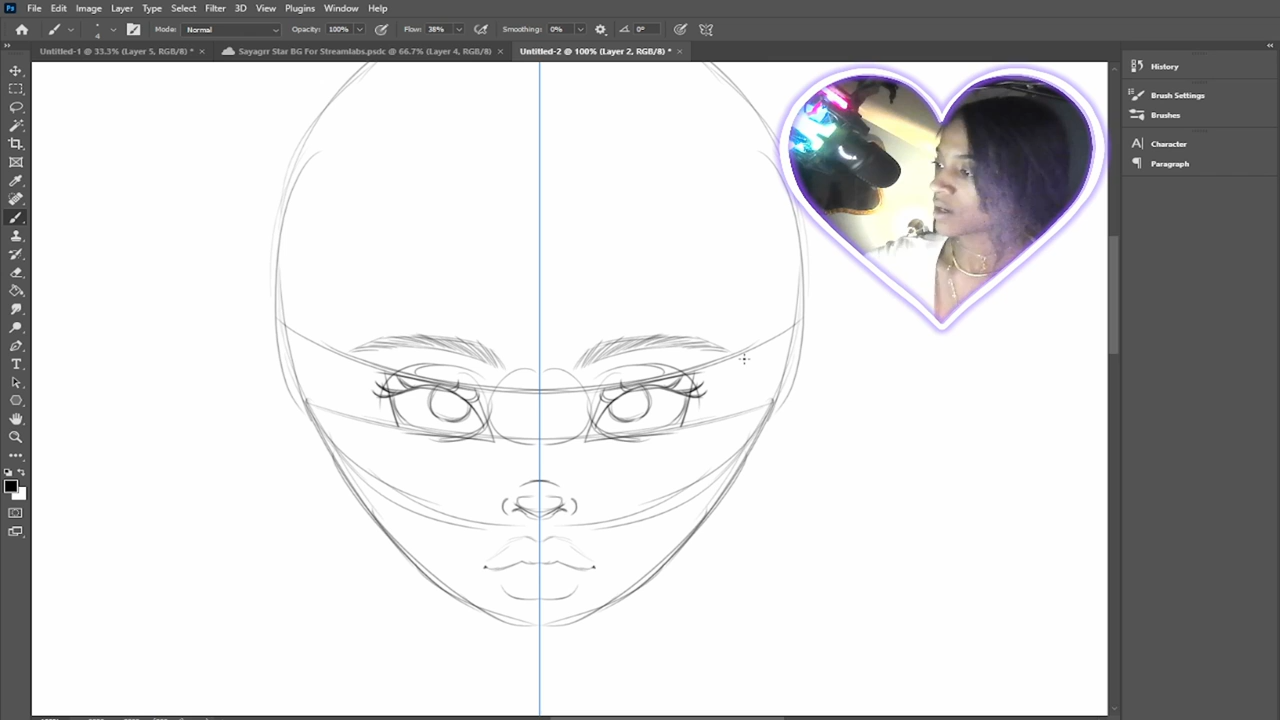 Ps File Edit Image Layer Type Select Filter 3D View Plugins Window Help
4 Mode: Normal Opacity: 100% Flow: 38% Smoothing: 0% 0°
Untitled-1 @ 33.3% (Layer 5, RGB/8) * × Sayagrr Star BG For Streamlabs.psdc @ 66.7% (Layer 4, RGB/8) × Untitled-2 @ 100% (Layer 2, RGB/8) * ×
History
Brush Settings
Brushes
Character
Paragraph